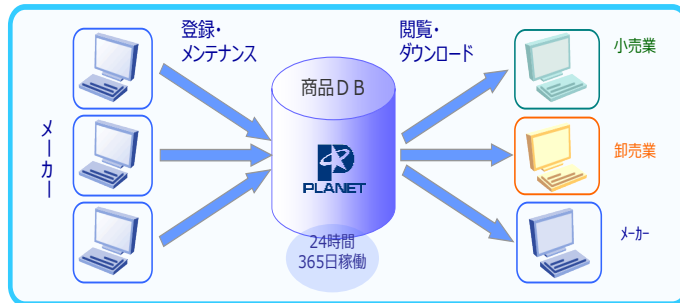 登録・
メンテナンス
閲覧・
ダウンロード
メーカー
商品ＤＢ
PLANET
24時間
365日稼働
小売業
卸売業
ﾒｰｶｰ